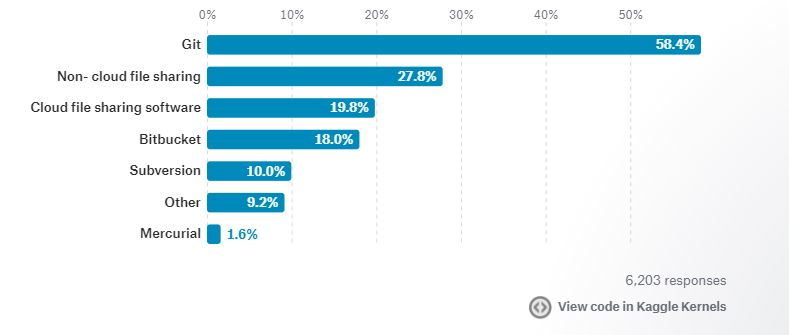 0% 10% 20% 30% 40% 50%
Git 58.4%
Non- cloud file sharing 27.8%
Cloud file sharing software 19.8%
Bitbucket 18.0%
Subversion 10.0%
Other 9.2%
Mercurial 1.6%
6,203 responses
View code in Kaggle Kernels